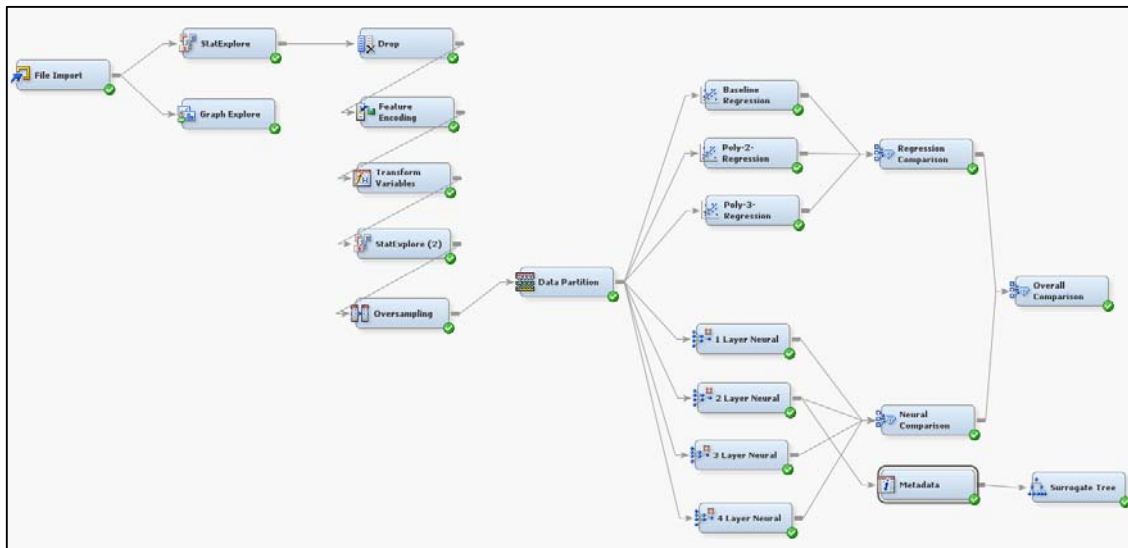 File Import
StatExplore
Graph Explore
Drop
Feature
Encoding
Transform
Variables
StatExplore (2)
Oversampling
Data Partition
Baseline
Regression
Poly-2-
Regression
Poly-3-
Regression
1 Layer Neural
2 Layer Neural
3 Layer Neural
4 Layer Neural
Regression
Comparison
Neural
Comparison
Metadata
Overall
Comparison
Surrogate Tree